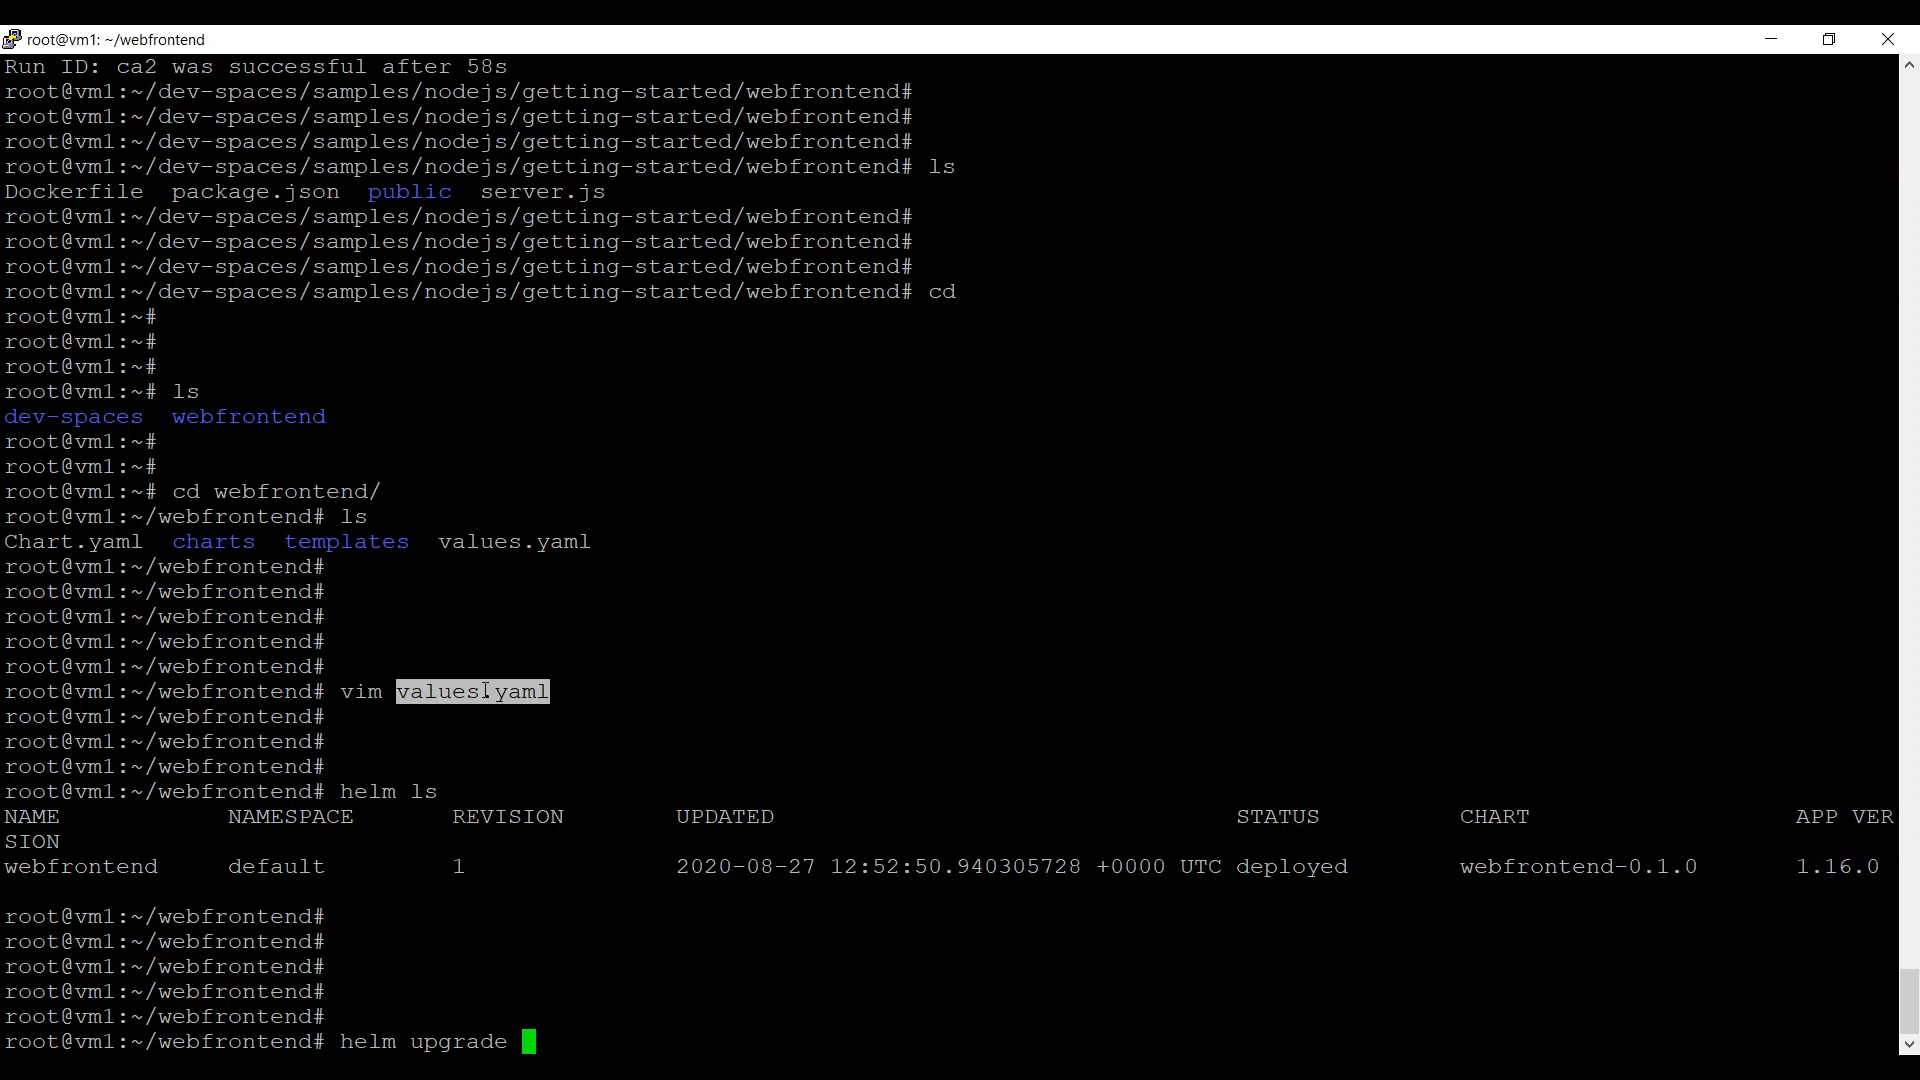 root@vm1: ~/webfrontend
Run ID: ca2 was successful after 58s
root@vm1:~/dev-spaces/samples/nodejs/getting-started/webfrontend#
root@vm1:~/dev-spaces/samples/nodejs/getting-started/webfrontend#
root@vm1:~/dev-spaces/samples/nodejs/getting-started/webfrontend#
root@vm1:~/dev-spaces/samples/nodejs/getting-started/webfrontend# ls
Dockerfile  package.json  public  server.js
root@vm1:~/dev-spaces/samples/nodejs/getting-started/webfrontend#
root@vm1:~/dev-spaces/samples/nodejs/getting-started/webfrontend#
root@vm1:~/dev-spaces/samples/nodejs/getting-started/webfrontend#
root@vm1:~/dev-spaces/samples/nodejs/getting-started/webfrontend# cd
root@vm1:~#
root@vm1:~#
root@vm1:~#
root@vm1:~# ls
dev-spaces  webfrontend
root@vm1:~#
root@vm1:~#
root@vm1:~# cd webfrontend/
root@vm1:~/webfrontend# ls
Chart.yaml  charts  templates  values.yaml
root@vm1:~/webfrontend#
root@vm1:~/webfrontend#
root@vm1:~/webfrontend#
root@vm1:~/webfrontend#
root@vm1:~/webfrontend#
root@vm1:~/webfrontend# vim values.yaml
root@vm1:~/webfrontend#
root@vm1:~/webfrontend#
root@vm1:~/webfrontend#
root@vm1:~/webfrontend# helm ls
NAME            NAMESPACE       REVISION        UPDATED                                 STATUS          CHART                   APP VER
SION
webfrontend     default         1               2020-08-27 12:52:50.940305728 +0000 UTC deployed        webfrontend-0.1.0       1.16.0
root@vm1:~/webfrontend#
root@vm1:~/webfrontend#
root@vm1:~/webfrontend#
root@vm1:~/webfrontend#
root@vm1:~/webfrontend#
root@vm1:~/webfrontend# helm upgrade